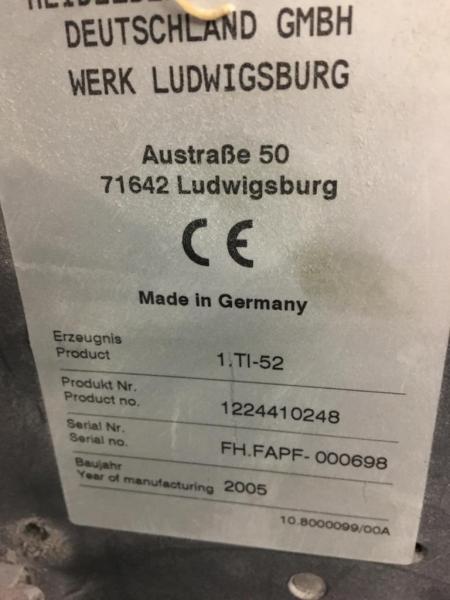 DEUTSCHLAND GMBH
WERK LUDWIGSBURG
Austraße 50
71642 Ludwigsburg
CE
Made in Germany
Erzeugnis
Product 1.TI-52
Produkt Nr.
Product no. 1224410248
Serial Nr.
Serial no. FH.FAPF-000698
Baujahr
Year of manufacturing 2005
10.8000099/00A